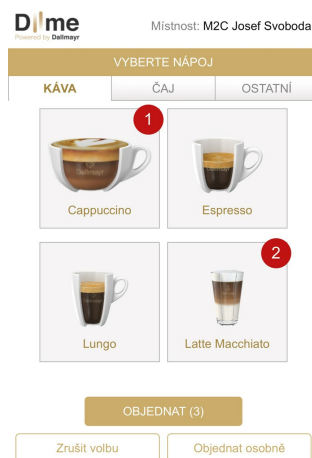 D||me
Powered by Dallmayr
Místnost: M2C Josef Svoboda
VYBERTE NÁPOJ
KÁVA
ČAJ
OSTATNÍ
1
Dallmayr
Cappuccino
Espresso
2
Lungo
Latte Macchiato
OBJEDNAT (3)
Zrušit volbu
Objednat osobně